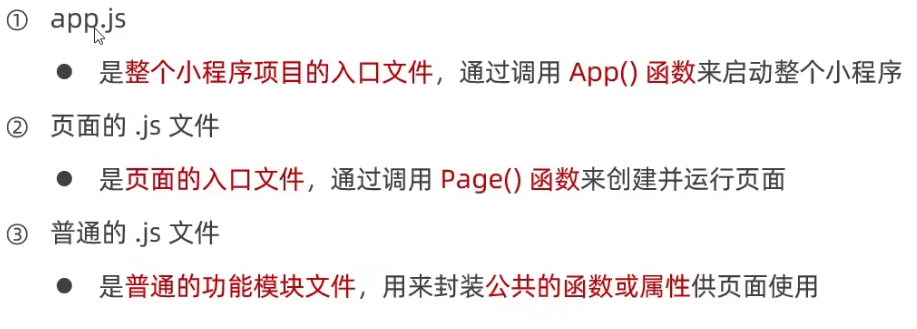 ① app.js
● 是整个小程序项目的入口文件，通过调用 App() 函数来启动整个小程序
② 页面的 .js 文件
● 是页面的入口文件，通过调用 Page() 函数来创建并运行页面
③ 普通的 .js 文件
● 是普通的功能模块文件，用来封装公共的函数或属性供页面使用